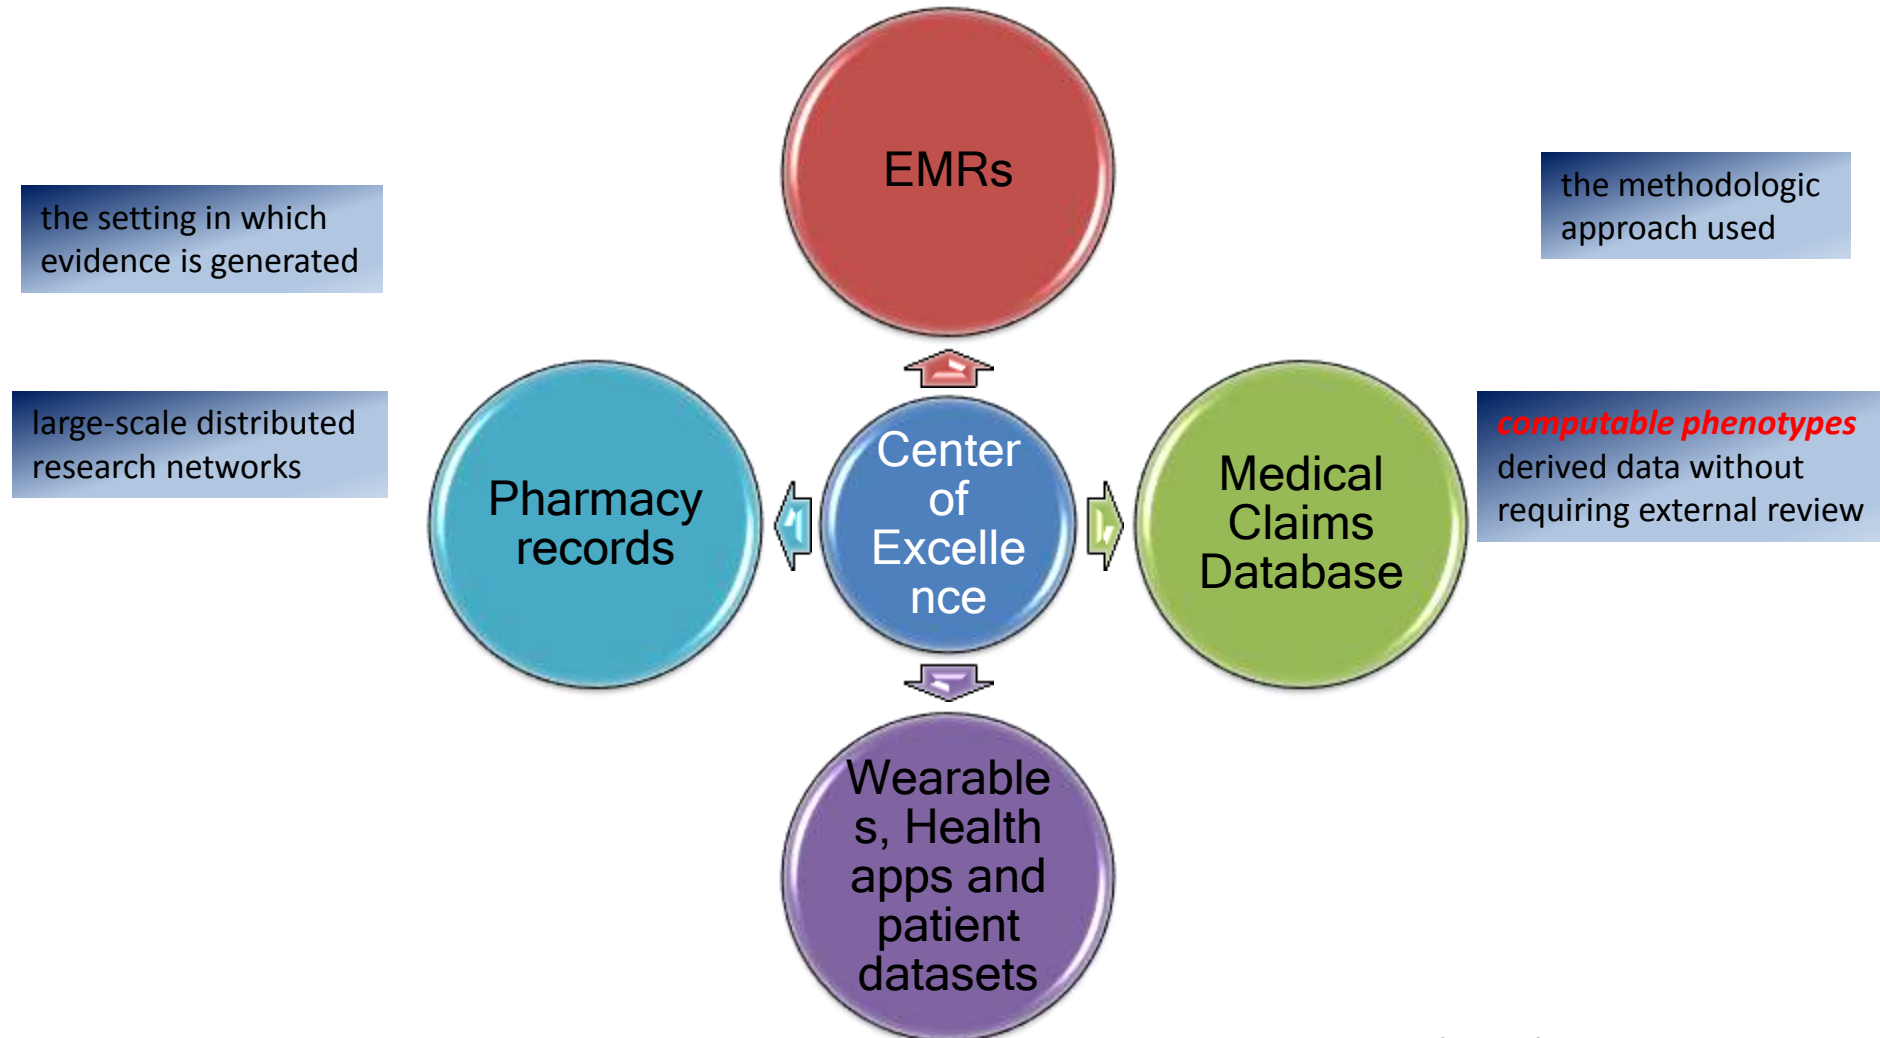 EMRs
the setting in which
evidence is generated
the methodologic
approach used
large-scale distributed
research networks
Pharmacy
records
Center
of
Excelle
nce
Medical
Claims
Database
computable phenotypes
derived data without
requiring external review
Wearable
s, Health
apps and
patient
datasets